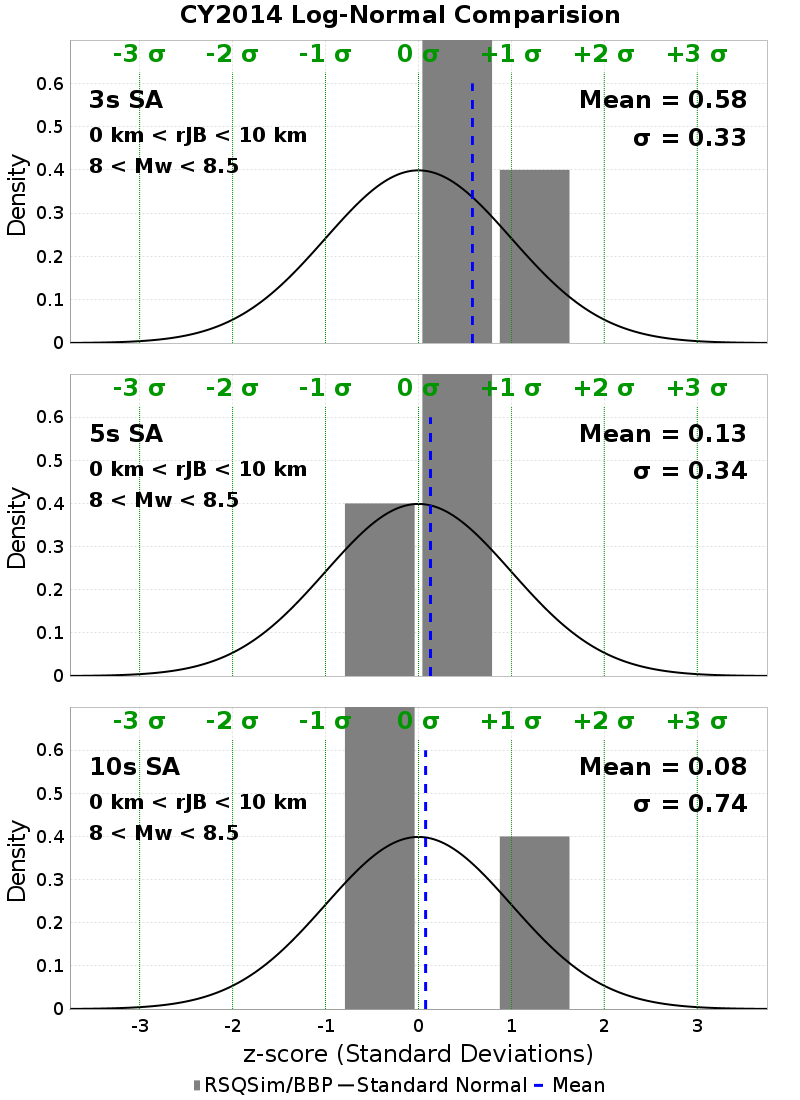 CY2014 Log-Normal Comparision
-3 σ -2 σ -1 σ 0 σ +1 σ +2 σ +3 σ
0.6
3s SA
Mean = 0.58
0.5
0 km < rJB < 10 km
σ = 0.33
0.4
8 < Mw < 8.5
0.3
0.2
0.1
0
Density
-3 σ -2 σ -1 σ 0 σ +1 σ +2 σ +3 σ
0.6
5s SA
Mean = 0.13
0.5
0 km < rJB < 10 km
σ = 0.34
0.4
8 < Mw < 8.5
0.3
0.2
0.1
0
Density
-3 σ -2 σ -1 σ 0 σ +1 σ +2 σ +3 σ
0.6
10s SA
Mean = 0.08
0.5
0 km < rJB < 10 km
σ = 0.74
0.4
8 < Mw < 8.5
0.3
0.2
0.1
0
Density
-3 -2 -1 0 1 2 3
z-score (Standard Deviations)
RSQSim/BBP Standard Normal Mean